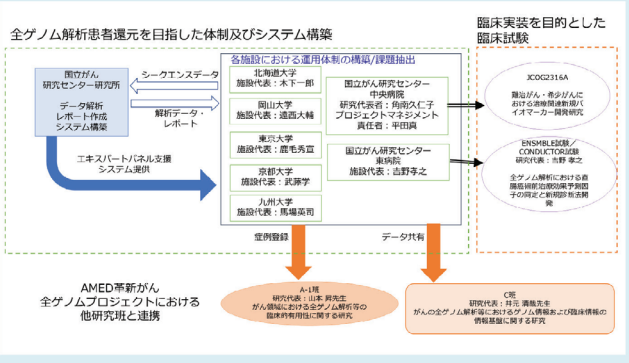 全ゲノム解析患者還元を目指した体制及びシステム構築
臨床実装を目的とした
臨床試験
国立がん
研究センター研究所
データ解析
レポート作成
システム構築
シークエンスデータ
解析データ・
レポート
エキスパートパネル支援
システム提供
各施設における運用体制の構築/課題抽出
北海道大学
施設代表:木下一郎
岡山大学
施設代表:遠西大輔
東京大学
施設代表:鹿毛秀宣
京都大学
施設代表:武藤学
九州大学
施設代表:馬場英司
国立がん研究センター
中央病院
研究代表者:角南久仁子
プロジェクトマネジメント
責任者:平田真
国立がん研究センター
東病院
施設代表:吉野孝之
JCOG2316A
難治がん・希少がんに
おける治療関連新規バ
イオマーカー開発研究
ENSMBLE試験/
CONDUCTOR試験
研究代表:吉野 孝之
全ゲノム解析における直
腸癌術前治療効果予測因
子の同定と新規診断法開
発
症例登録
データ共有
AMED革新がん
全ゲノムプロジェクトにおける
他研究班と連携
A-1班
研究代表:山本 昇先生
がん領域における全ゲノム解析等の
臨床的有用性に関する研究
C班
研究代表:井元 清哉先生
がんの全ゲノム解析等におけるゲノム情報および臨床情報の
情報基盤に関する研究